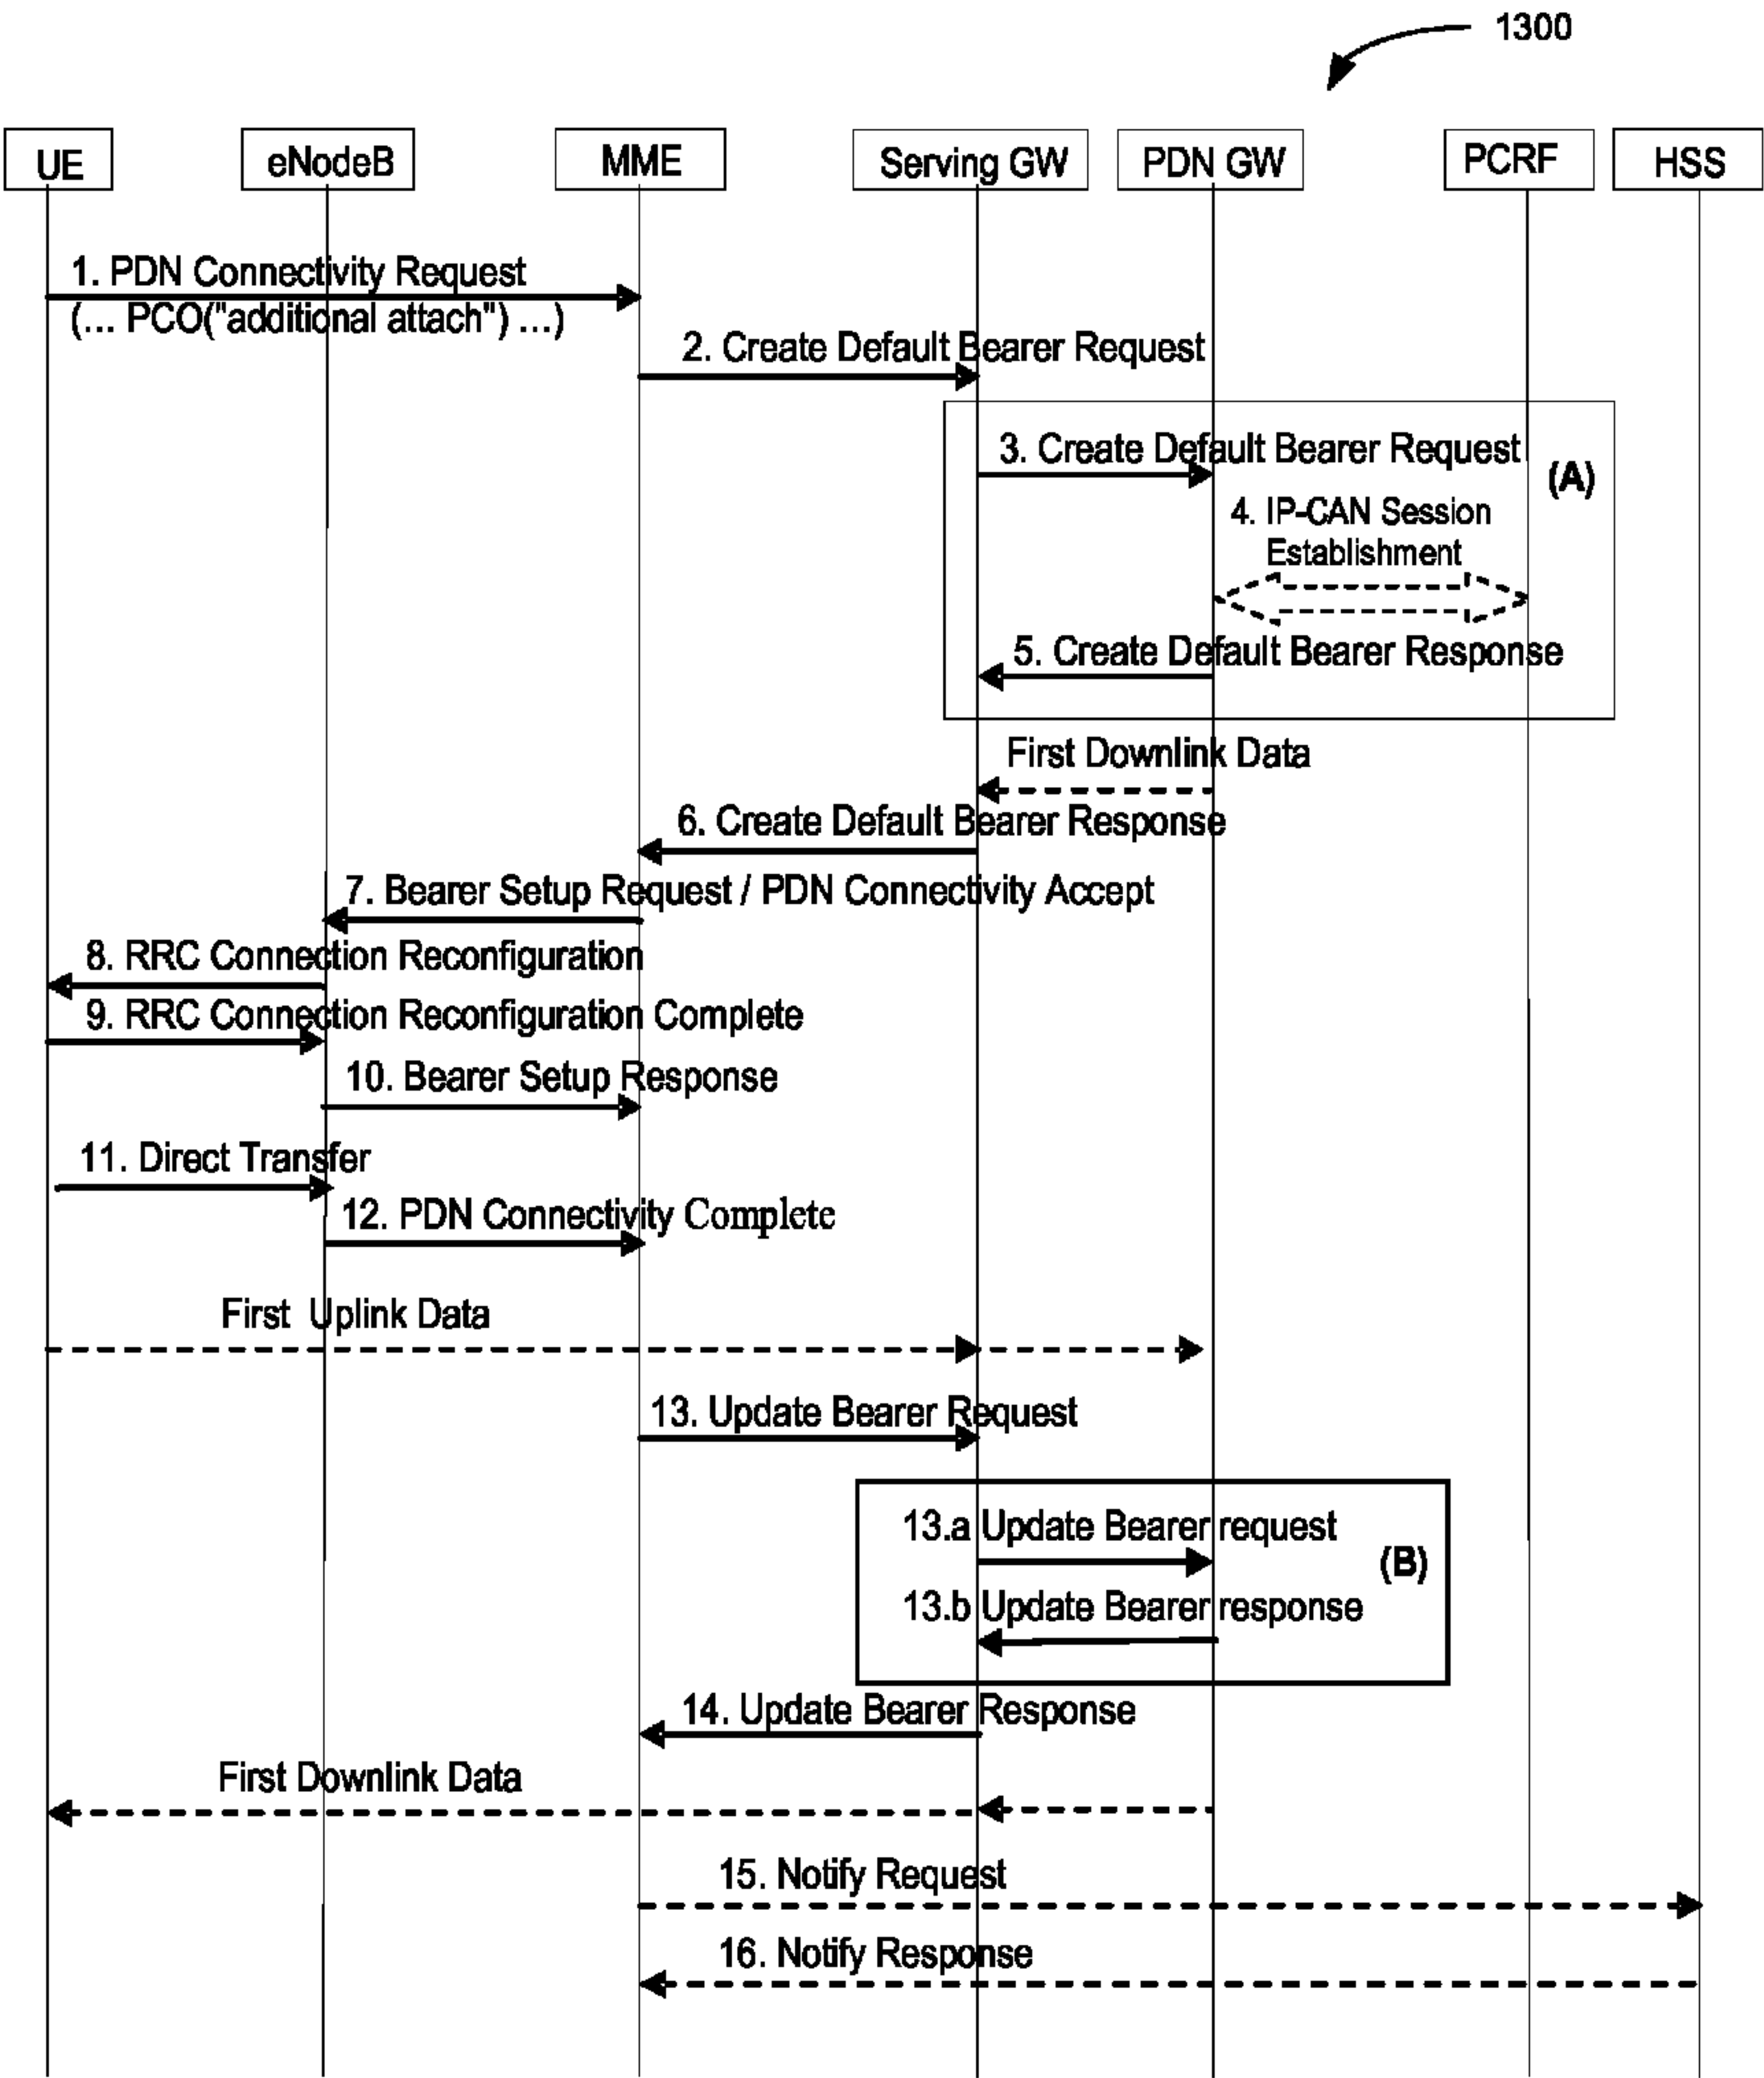 1300
UE
eNodeB
MME
Serving GW
PDN GW
PCRF
HSS
1. PDN Connectivity Request
(... PCO("additional attach") ...)
2. Create Default Bearer Request
3. Create Default Bearer Request
(A)
4. IP-CAN Session
Establishment
5. Create Default Bearer Response
First Downlink Data
6. Create Default Bearer Response
7. Bearer Setup Request / PDN Connectivity Accept
8. RRC Connection Reconfiguration
9. RRC Connection Reconfiguration Complete
10. Bearer Setup Response
11. Direct Transfer
12. PDN Connectivity Complete
First Uplink Data
13. Update Bearer Request
13.a Update Bearer request
(B)
13.b Update Bearer response
14. Update Bearer Response
First Downlink Data
15. Notify Request
16. Notify Response